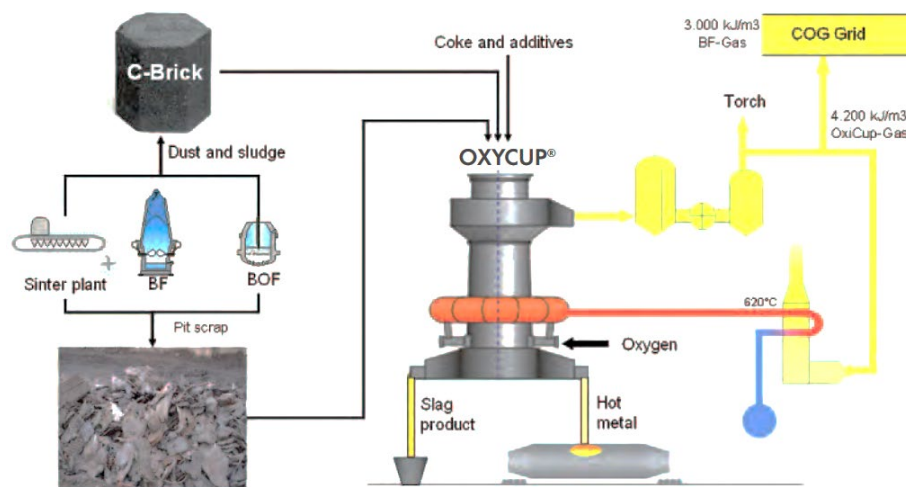 3.000 kJ/m3
BF-Gas
COG Grid
Coke and additives
C-Brick
Torch
4.200 kJ/m3
OxiCup-Gas
Dust and sludge
OXYCUP®
Sinter plant
BF
BOF
620°C
Pit scrap
Oxygen
Slag
product
Hot
metal